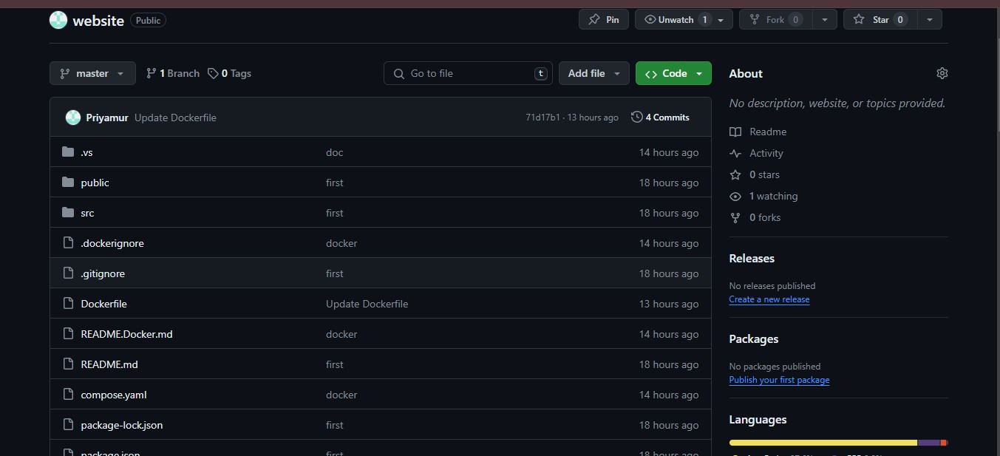 website Public
Pin Unwatch 1 Fork 0 Star 0
master 1 Branch 0 Tags Go to file t Add file Code
Priyamur Update Dockerfile 71d17b1 · 13 hours ago 4 Commits
.vs doc 14 hours ago
public first 18 hours ago
src first 18 hours ago
.dockerignore docker 14 hours ago
.gitignore first 18 hours ago
Dockerfile Update Dockerfile 13 hours ago
README.Docker.md docker 14 hours ago
README.md first 18 hours ago
compose.yaml docker 14 hours ago
package-lock.json first 18 hours ago
package.json first 18 hours ago
About
No description, website, or topics provided.
Readme
Activity
0 stars
1 watching
0 forks
Releases
No releases published
Create a new release
Packages
No packages published
Publish your first package
Languages